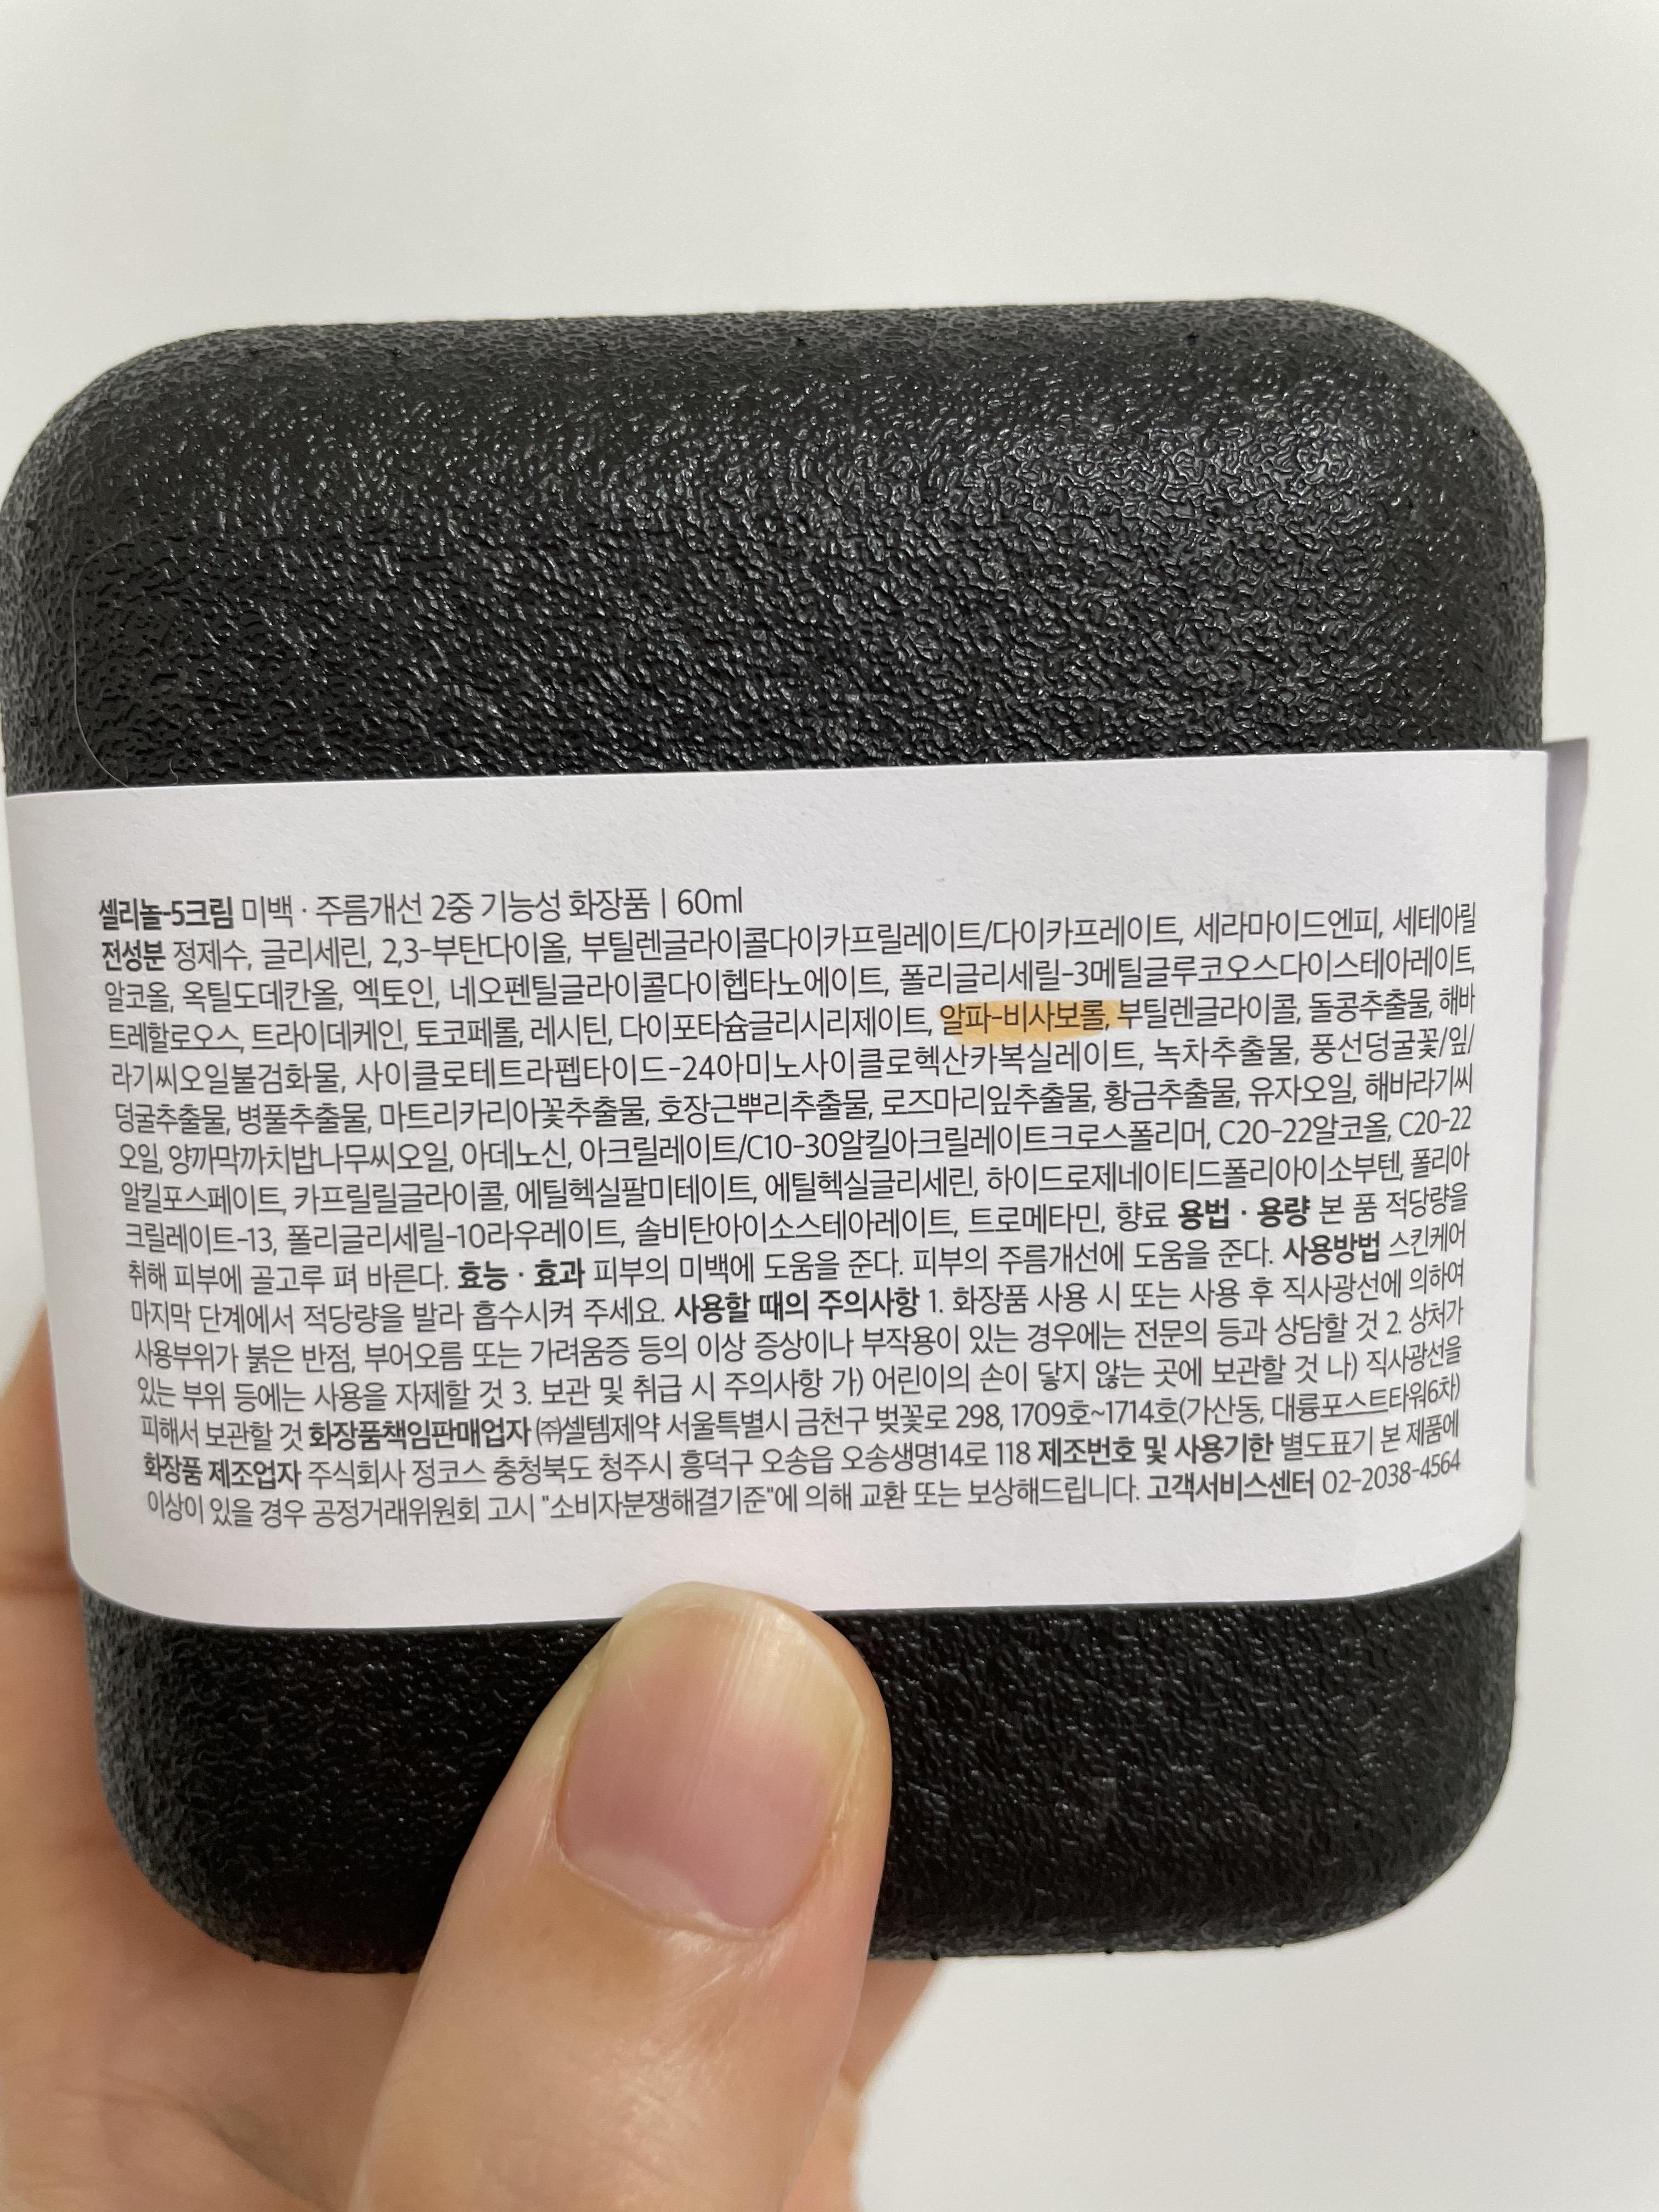 셀리놀-5크림 미백 · 주름개선 2중 기능성 화장품 | 60ml
전성분 정제수, 글리세린, 2,3-부탄다이올, 부틸렌글라이콜다이카프릴레이트/다이카프레이트, 세라마이드엔피, 세테아릴
알코올, 옥틸도데칸올, 엑토인, 네오펜틸글라이콜다이헵타노에이트, 폴리글리세릴-3메틸글루코오스다이스테아레이트,
트레할로오스, 트라이데케인, 토코페롤, 레시틴, 다이포타슘글리시리제이트, 알파-비사보롤, 부틸렌글라이콜, 돌콩추출물, 해바
라기씨오일불검화물, 사이클로테트라펩타이드-24아미노사이클로헥산카복실레이트, 녹차추출물, 풍선덩굴꽃/잎/
덩굴추출물, 병풀추출물, 마트리카리아꽃추출물, 호장근뿌리추출물, 로즈마리잎추출물, 황금추출물, 유자오일, 해바라기씨
오일, 양까막까치밥나무씨오일, 아데노신, 아크릴레이트/C10-30알킬아크릴레이트크로스폴리머, C20-22알코올, C20-22
알킬포스페이트, 카프릴릴글라이콜, 에틸헥실팔미테이트, 에틸헥실글리세린, 하이드로제네이티드폴리아이소부텐, 폴리아
크릴레이트-13, 폴리글리세릴-10라우레이트, 솔비탄아이소스테아레이트, 트로메타민, 향료 용법 · 용량 본 품 적당량을
취해 피부에 골고루 펴 바른다. 효능 · 효과 피부의 미백에 도움을 준다. 피부의 주름개선에 도움을 준다. 사용방법 스킨케어
마지막 단계에서 적당량을 발라 흡수시켜 주세요. 사용할 때의 주의사항 1. 화장품 사용 시 또는 사용 후 직사광선에 의하여
사용부위가 붉은 반점, 부어오름 또는 가려움증 등의 이상 증상이나 부작용이 있는 경우에는 전문의 등과 상담할 것 2. 상처가
있는 부위 등에는 사용을 자제할 것 3. 보관 및 취급 시 주의사항 가) 어린이의 손이 닿지 않는 곳에 보관할 것 나) 직사광선을
피해서 보관할 것 화장품책임판매업자 ㈜셀템제약 서울특별시 금천구 벚꽃로 298, 1709호~1714호(가산동, 대륭포스트타워6차)
화장품 제조업자 주식회사 정코스 충청북도 청주시 흥덕구 오송읍 오송생명14로 118 제조번호 및 사용기한 별도표기 본 제품에
이상이 있을 경우 공정거래위원회 고시 "소비자분쟁해결기준"에 의해 교환 또는 보상해드립니다. 고객서비스센터 02-2038-4564